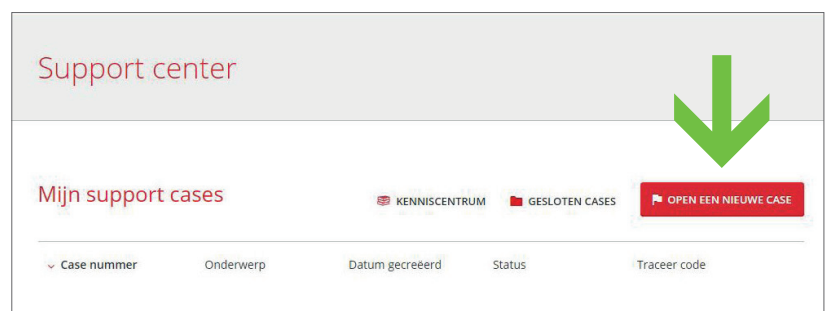 Support center
Mijn support cases
KENNISCENTRUM GESLOTEN CASES OPEN EEN NIEUWE CASE
Case nummer Onderwerp Datum gecreëerd Status Traceer code